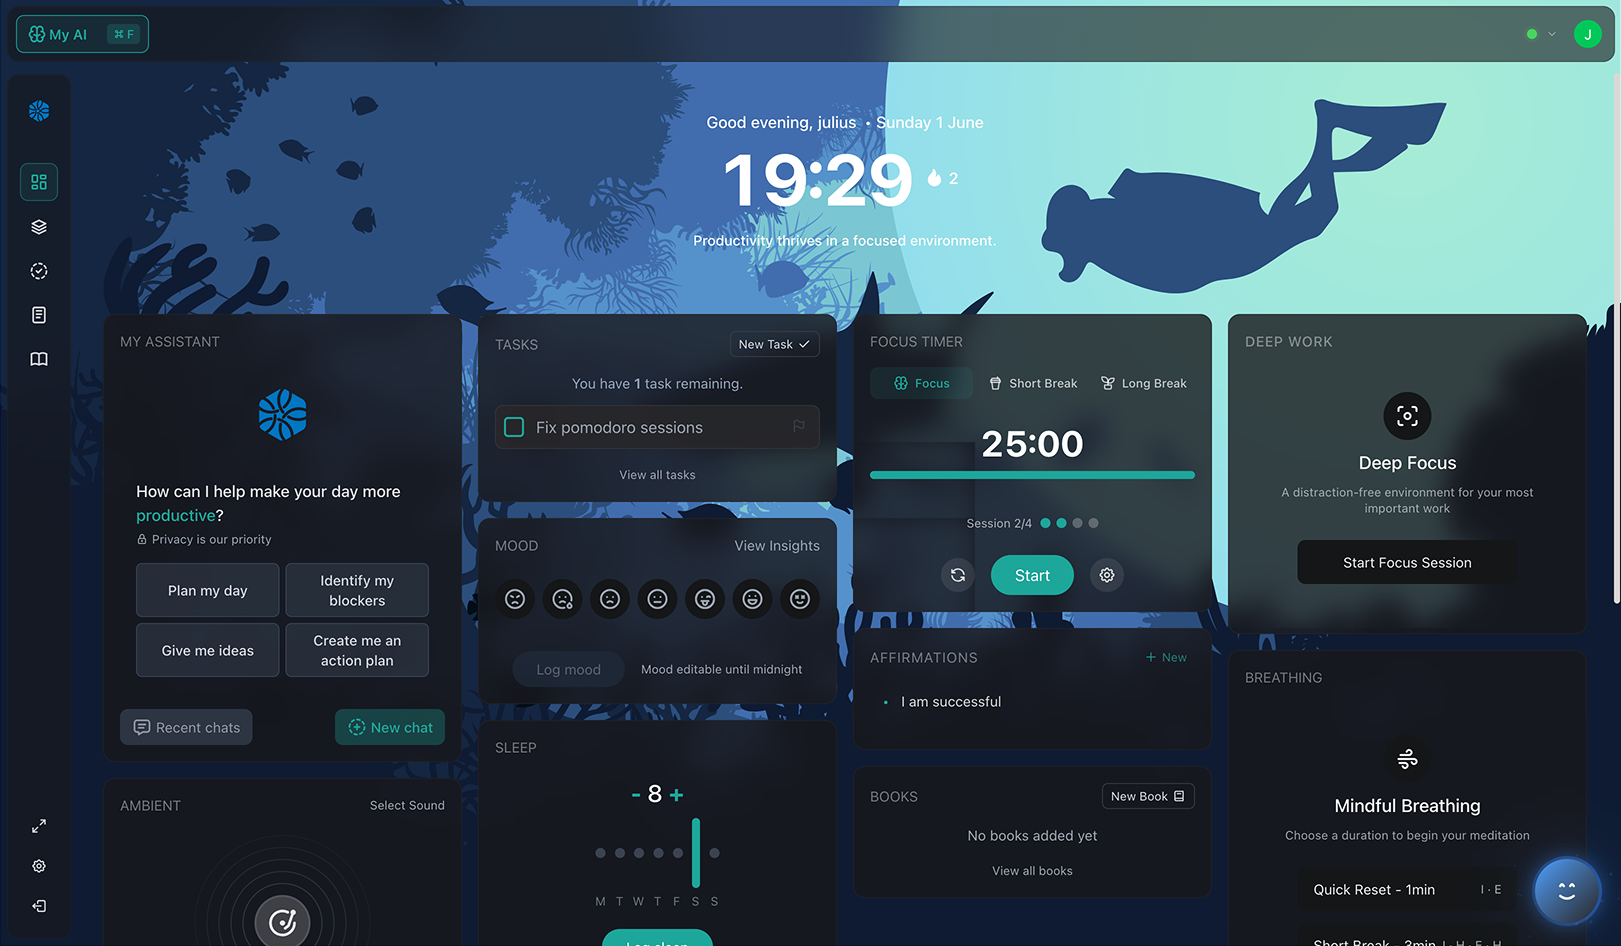 My AI ⌘ F
J
Good evening, julius • Sunday 1 June
19:29 2
Productivity thrives in a focused environment.
MY ASSISTANT
How can I help make your day more
productive?
Privacy is our priority
Plan my day
Identify my
blockers
Give me ideas
Create me an
action plan
Recent chats
New chat
AMBIENT
Select Sound
TASKS
New Task
You have 1 task remaining.
Fix pomodoro sessions
View all tasks
MOOD
View Insights
Log mood
Mood editable until midnight
SLEEP
- 8 +
M T W T F S S
Log sleep
FOCUS TIMER
Focus
Short Break
Long Break
25:00
Session 2/4
Start
AFFIRMATIONS
+ New
• I am successful
BOOKS
New Book
No books added yet
View all books
DEEP WORK
Deep Focus
A distraction-free environment for your most
important work
Start Focus Session
BREATHING
Mindful Breathing
Choose a duration to begin your meditation
Quick Reset - 1min I · E
Short Break - 3min I · H · E · H